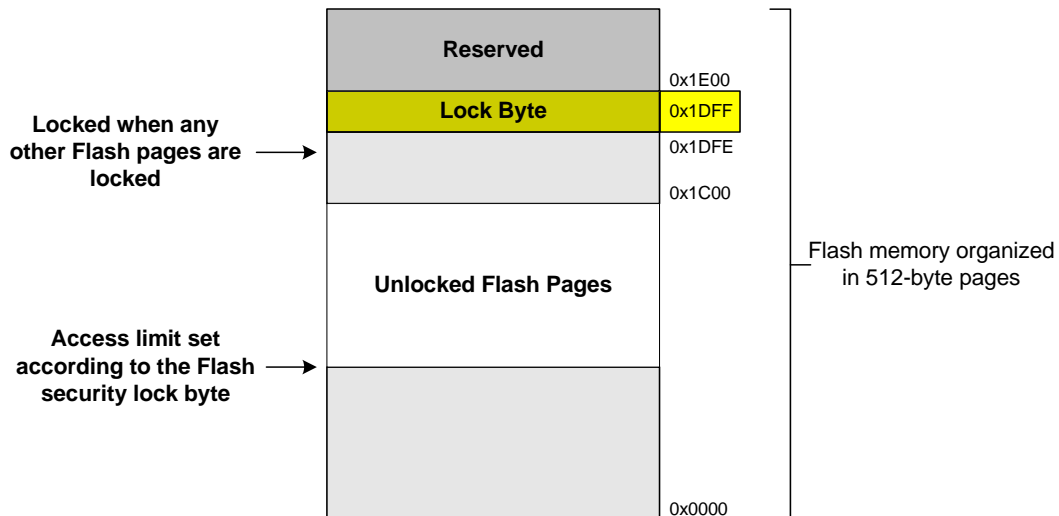 Reserved
0x1E00
Lock Byte
0x1DFF
Locked when any
other Flash pages are
locked
0x1DFE
0x1C00
Flash memory organized
in 512-byte pages
Unlocked Flash Pages
Access limit set
according to the Flash
security lock byte
0x0000